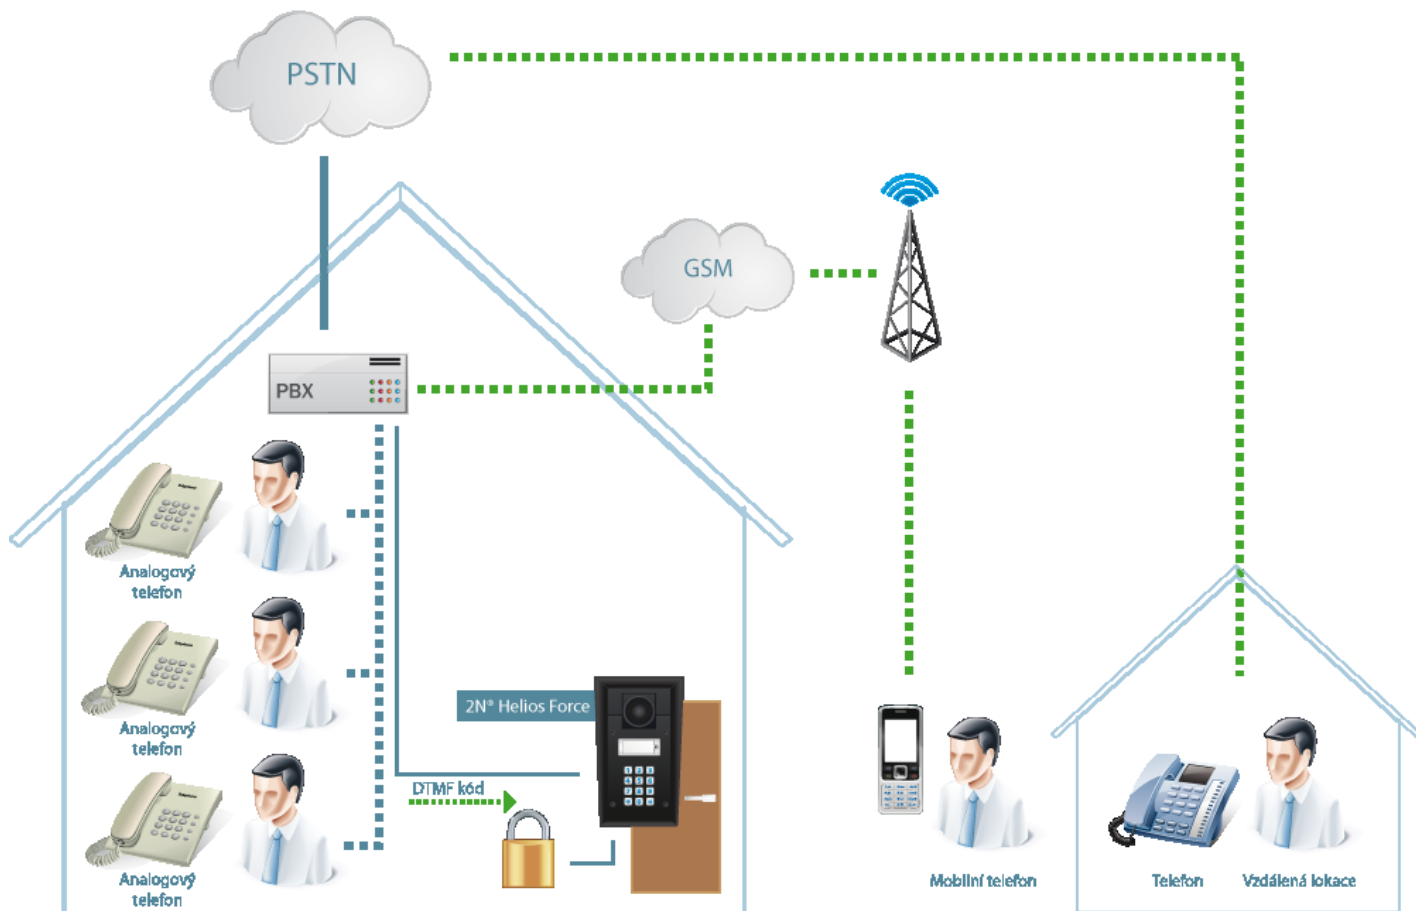 PSTN
GSM
PBX
Analogový
telefon
Analogový
telefon
2N® Helios Force
DTMF kód
Analogový
telefon
Mobilní telefon
Telefon
Vzdálená lokace